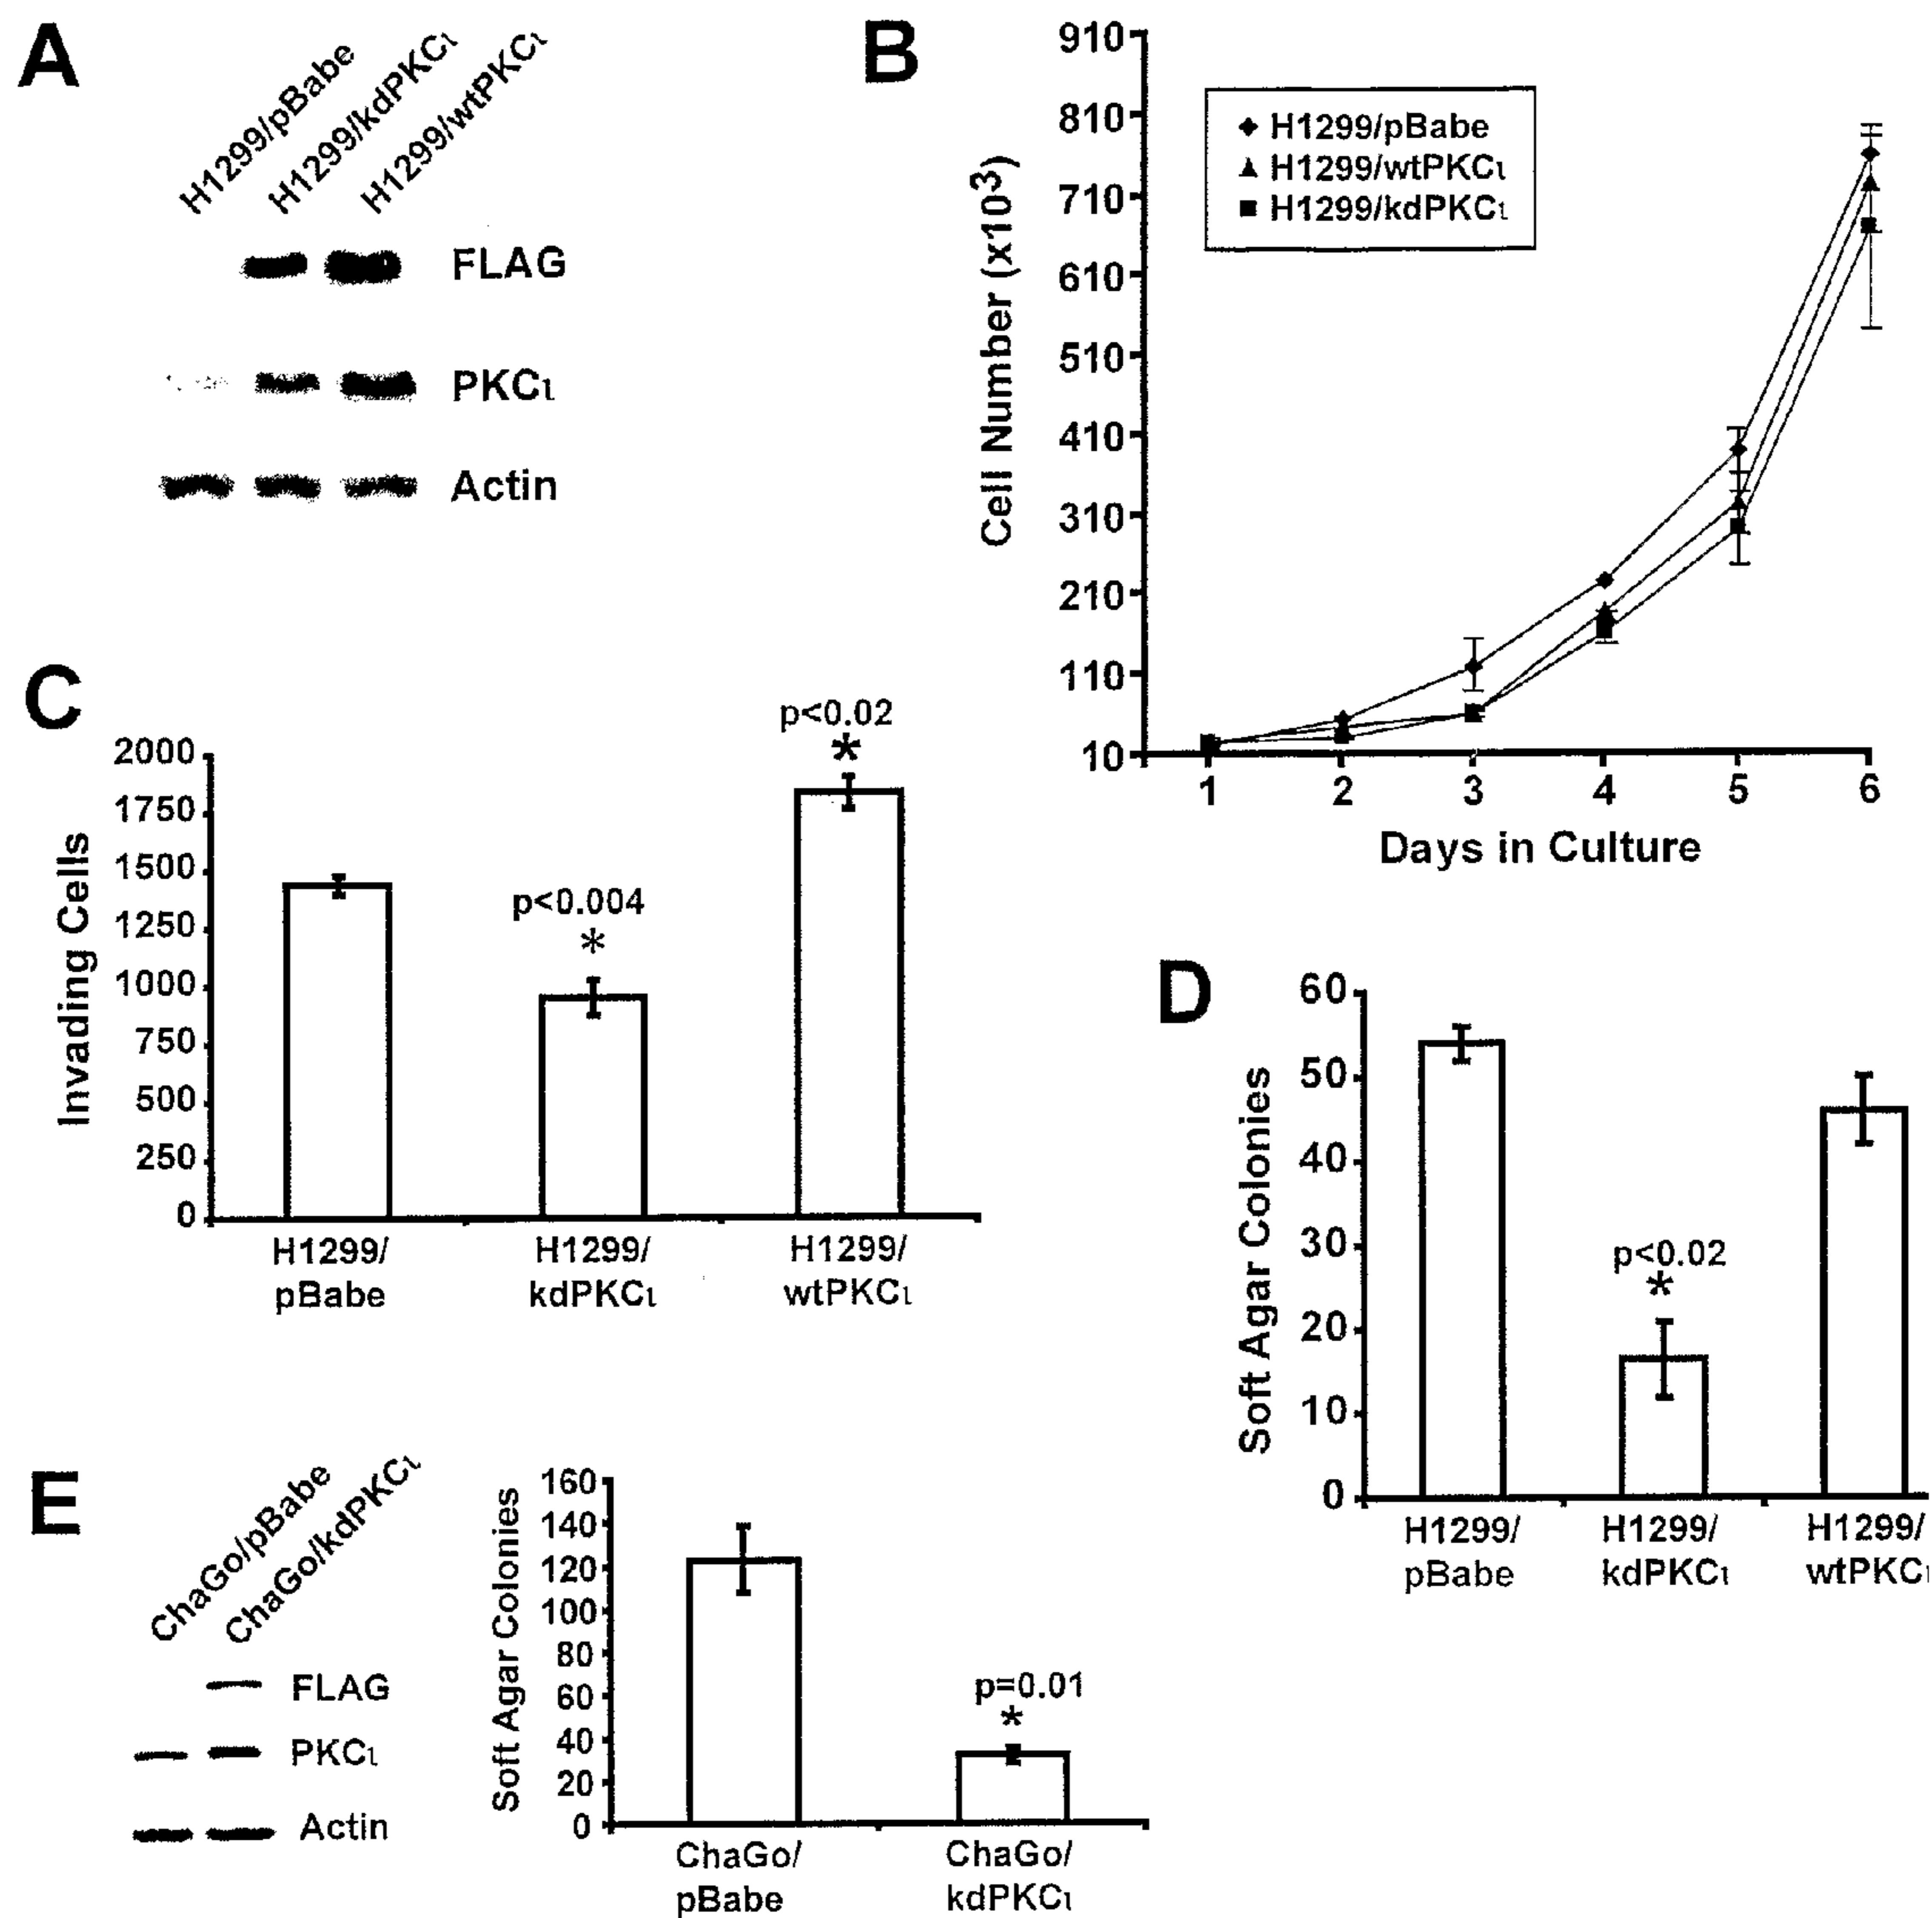 A
H1299/pBabe
H1299/kdPKCι
H1299/wtPKCι
FLAG
PKCι
Actin
B
Cell Number (x10³)
910
810
710
610
510
410
310
210
110
10
H1299/pBabe
H1299/wtPKCι
H1299/kdPKCι
1 2 3 4 5 6
Days in Culture
C
Invading Cells
2000
1750
1500
1250
1000
750
500
250
0
p<0.004
*
p<0.02
*
H1299/ H1299/ H1299/
pBabe kdPKCι wtPKCι
D
Soft Agar Colonies
60
50
40
30
20
10
0
p<0.02
*
H1299/ H1299/ H1299/
pBabe kdPKCι wtPKCι
E
ChaGo/pBabe
ChaGo/kdPKCι
FLAG
PKCι
Actin
Soft Agar Colonies
160
140
120
100
80
60
40
20
0
p=0.01
*
ChaGo/ ChaGo/
pBabe kdPKCι